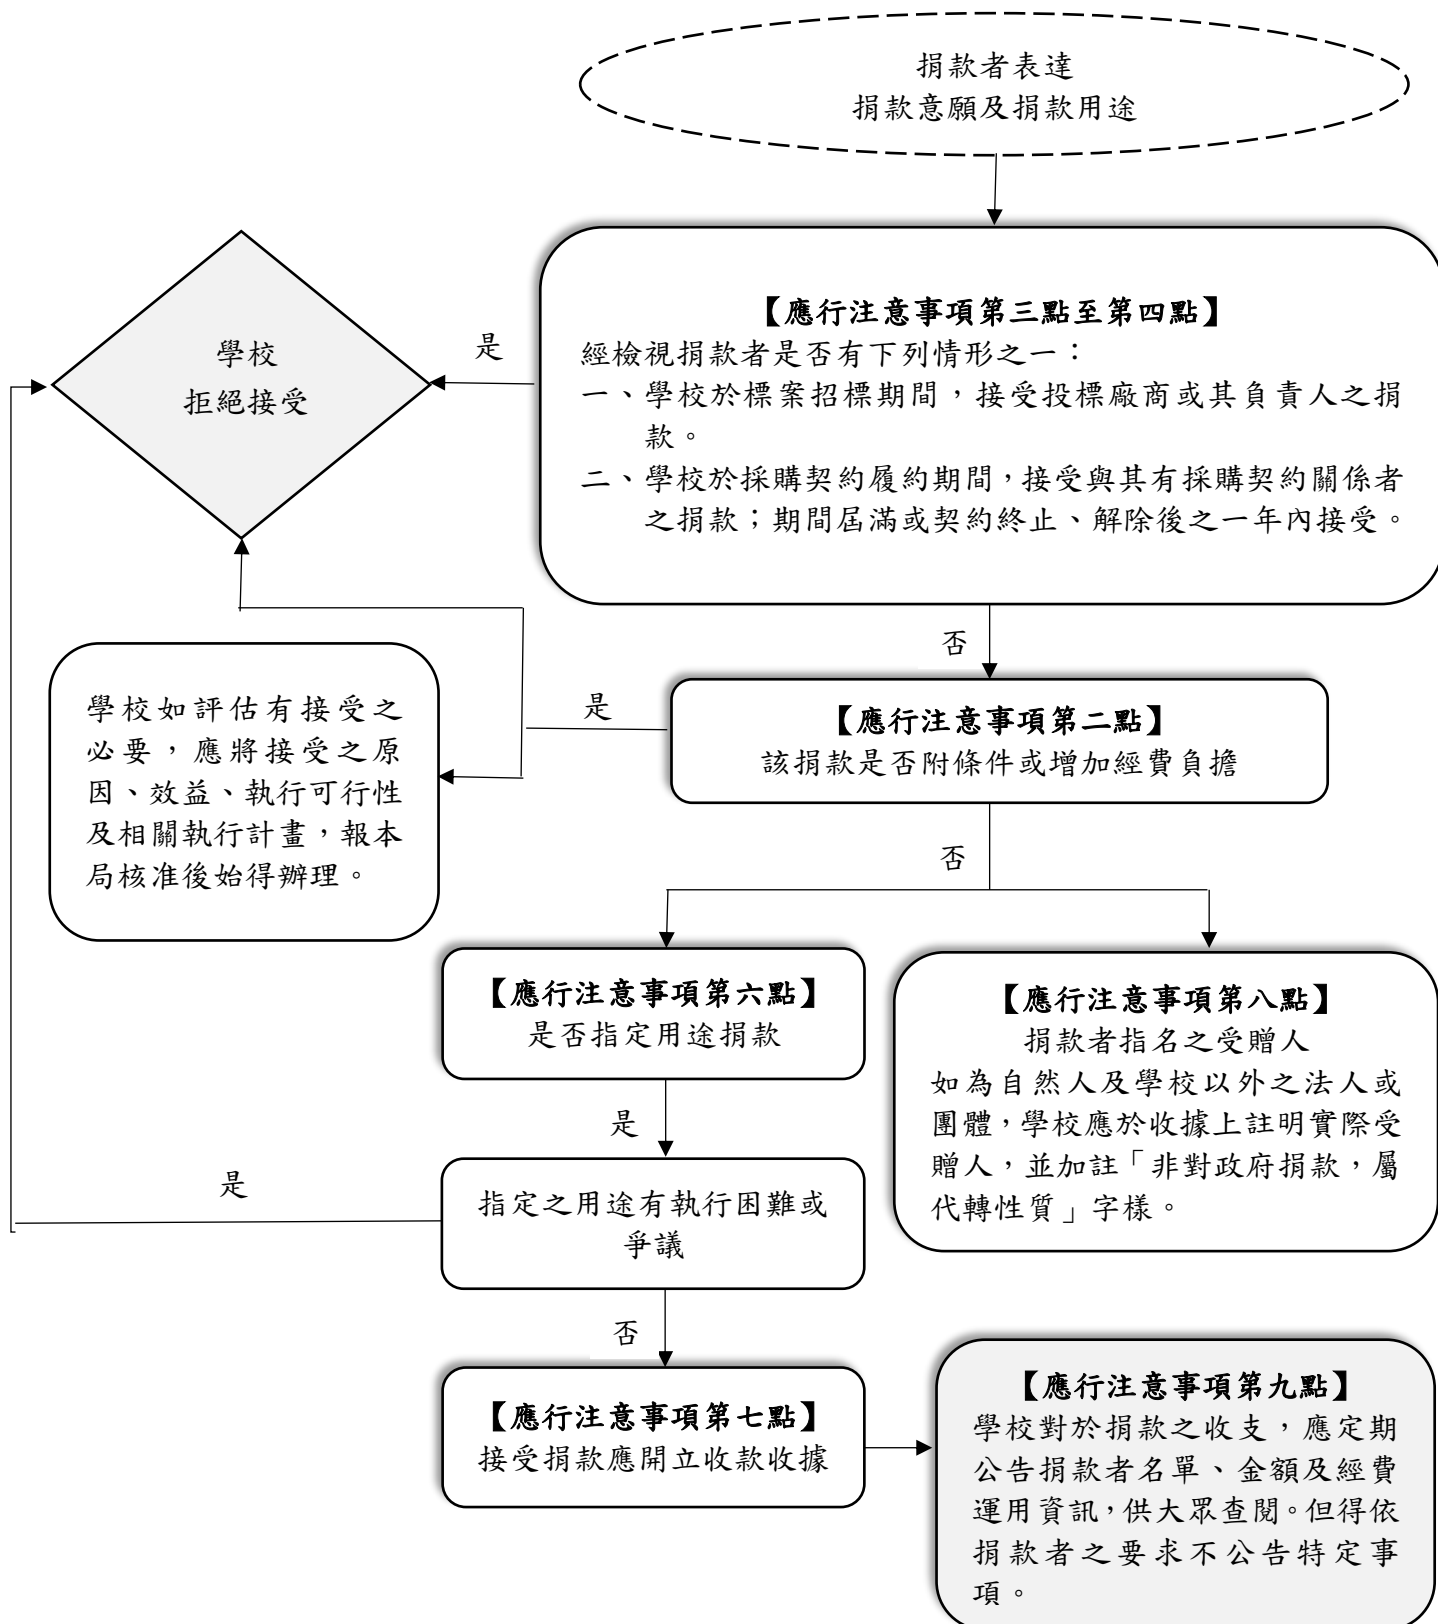 捐款者表達
捐款意願及捐款用途
【應行注意事項第三點至第四點】
經檢視捐款者是否有下列情形之一：
一、學校於標案招標期間，接受投標廠商或其負責人之捐
款。
二、學校於採購契約履約期間，接受與其有採購契約關係者
之捐款；期間屆滿或契約終止、解除後之一年內接受。
是
學校
拒絕接受
否
【應行注意事項第二點】
該捐款是否附條件或增加經費負擔
是
學校如評估有接受之
必要，應將接受之原
因、效益、執行可行性
及相關執行計畫，報本
局核准後始得辦理。
否
【應行注意事項第六點】
是否指定用途捐款
【應行注意事項第八點】
捐款者指名之受贈人
如為自然人及學校以外之法人或
團體，學校應於收據上註明實際受
贈人，並加註「非對政府捐款，屬
代轉性質」字樣。
是
指定之用途有執行困難或
爭議
是
否
【應行注意事項第七點】
接受捐款應開立收款收據
【應行注意事項第九點】
學校對於捐款之收支，應定期
公告捐款者名單、金額及經費
運用資訊，供大眾查閱。但得依
捐款者之要求不公告特定事
項。